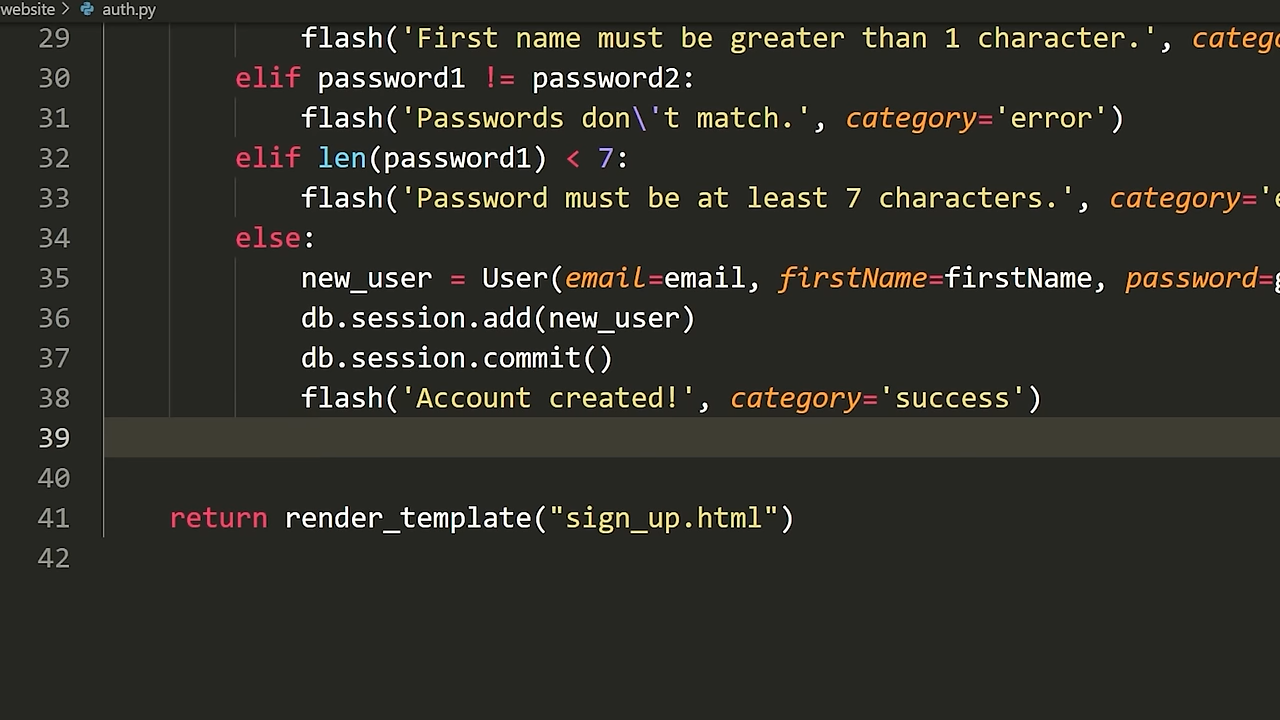 website > auth.py
29 flash('First name must be greater than 1 character.', categ
30 elif password1 != password2:
31 flash('Passwords don\'t match.', category='error')
32 elif len(password1) < 7:
33 flash('Password must be at least 7 characters.', category='
34 else:
35 new_user = User(email=email, firstName=firstName, password=
36 db.session.add(new_user)
37 db.session.commit()
38 flash('Account created!', category='success')
39
40
41 return render_template("sign_up.html")
42